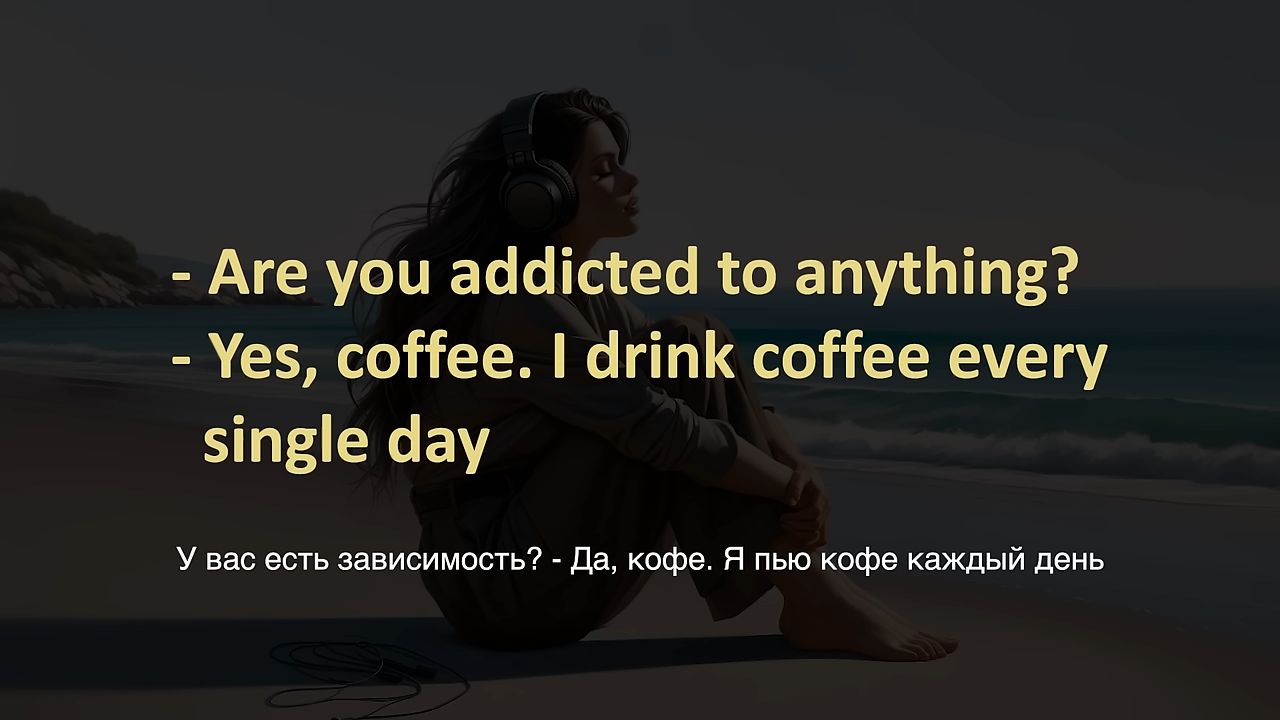 - Are you addicted to anything?
- Yes, coffee. I drink coffee every
single day
У вас есть зависимость? - Да, кофе. Я пью кофе каждый день